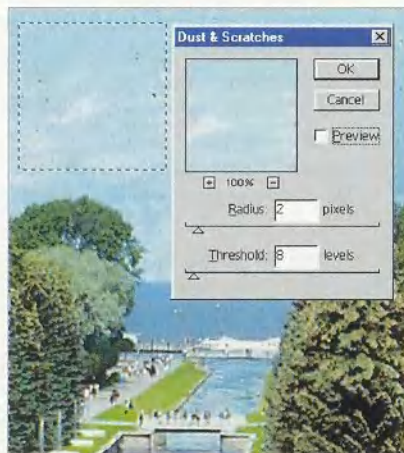 Dust & Scratches
OK
Cancel
Preview
100%
Radius: 2 pixels
Threshold: 8 levels